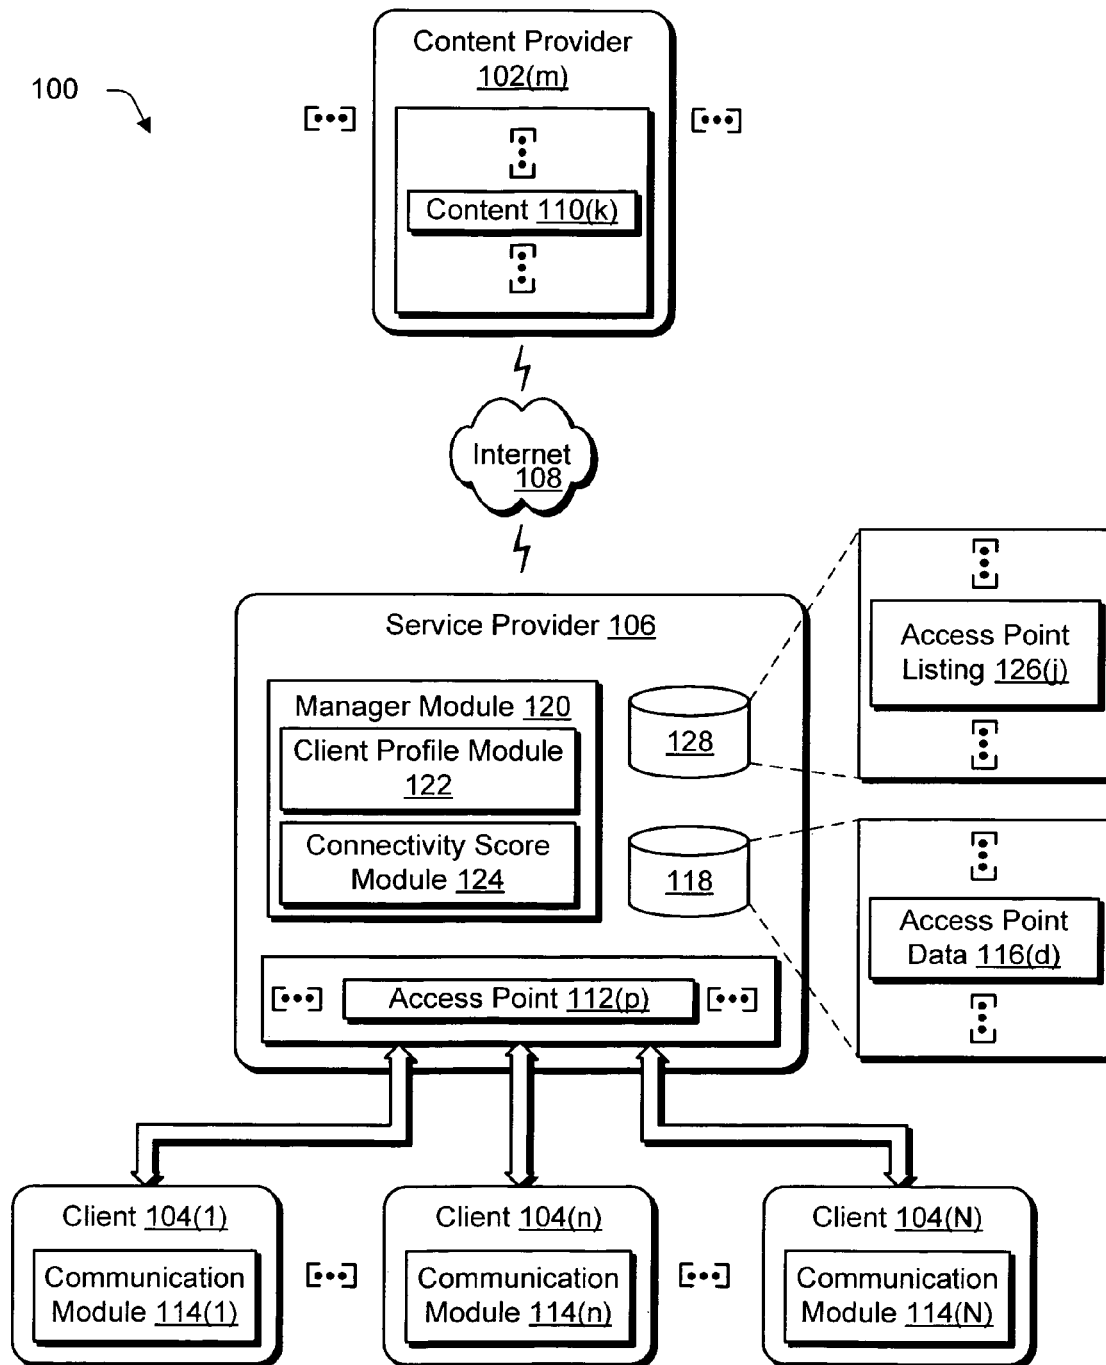 100
Content Provider
102(m)
Content 110(k)
Internet
108
Service Provider 106
Manager Module 120
Client Profile Module
122
Connectivity Score
Module 124
128
118
Access Point
Listing 126(j)
Access Point
Data 116(d)
Access Point 112(p)
Client 104(1)
Communication
Module 114(1)
Client 104(n)
Communication
Module 114(n)
Client 104(N)
Communication
Module 114(N)